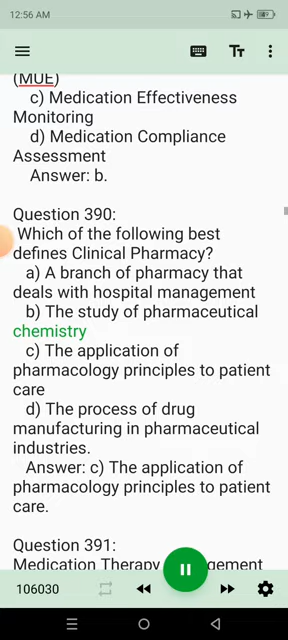 12:56 AM
(MUE)
c) Medication Effectiveness
Monitoring
d) Medication Compliance
Assessment
Answer: b.
Question 390:
Which of the following best
defines Clinical Pharmacy?
a) A branch of pharmacy that
deals with hospital management
b) The study of pharmaceutical
chemistry
c) The application of
pharmacology principles to patient
care
d) The process of drug
manufacturing in pharmaceutical
industries.
Answer: c) The application of
pharmacology principles to patient
care.
Question 391:
Medication Therapy
106030